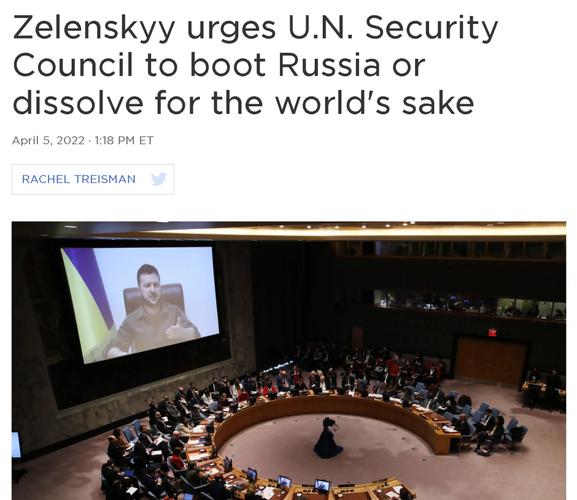 Zelenskyy urges U.N. Security
Council to boot Russia or
dissolve for the world's sake
April 5, 2022 · 1:18 PM ET
RACHEL TREISMAN